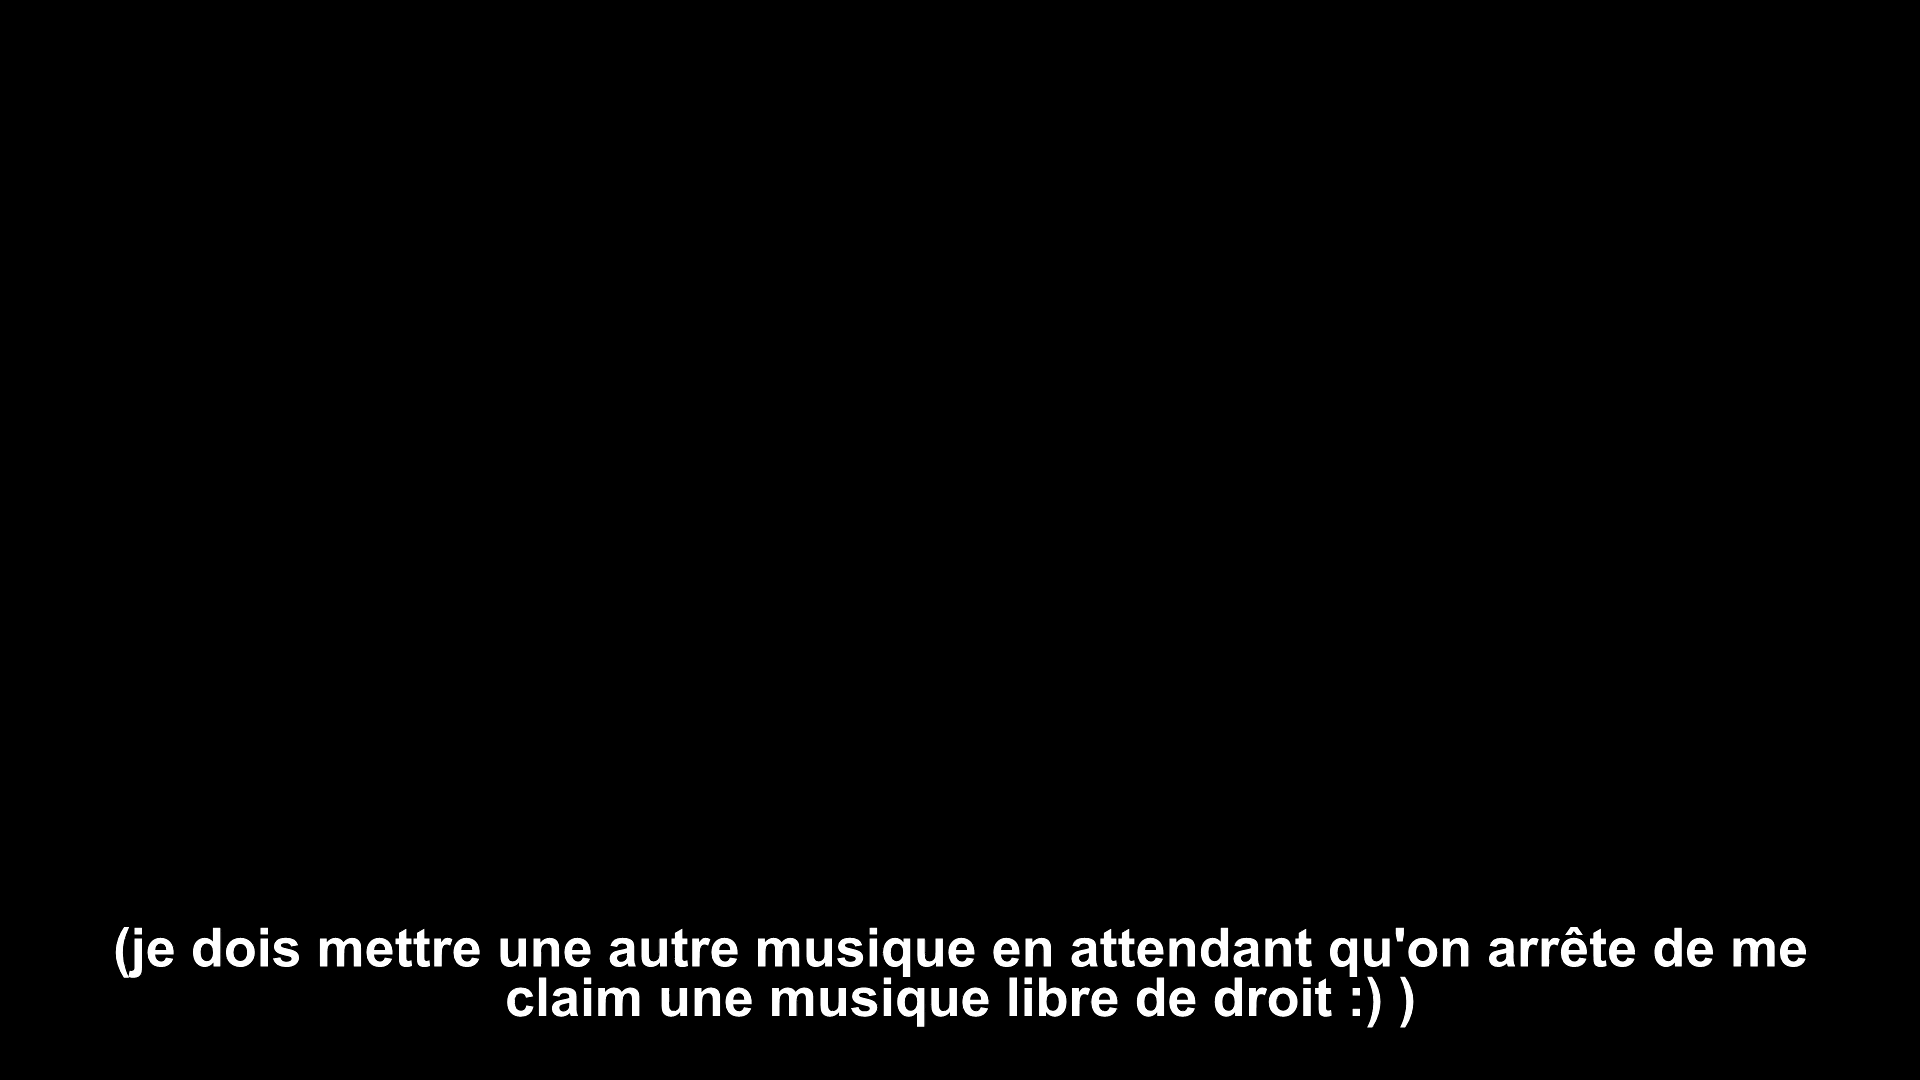 (je dois mettre une autre musique en attendant qu'on arrête de me
claim une musique libre de droit :) )